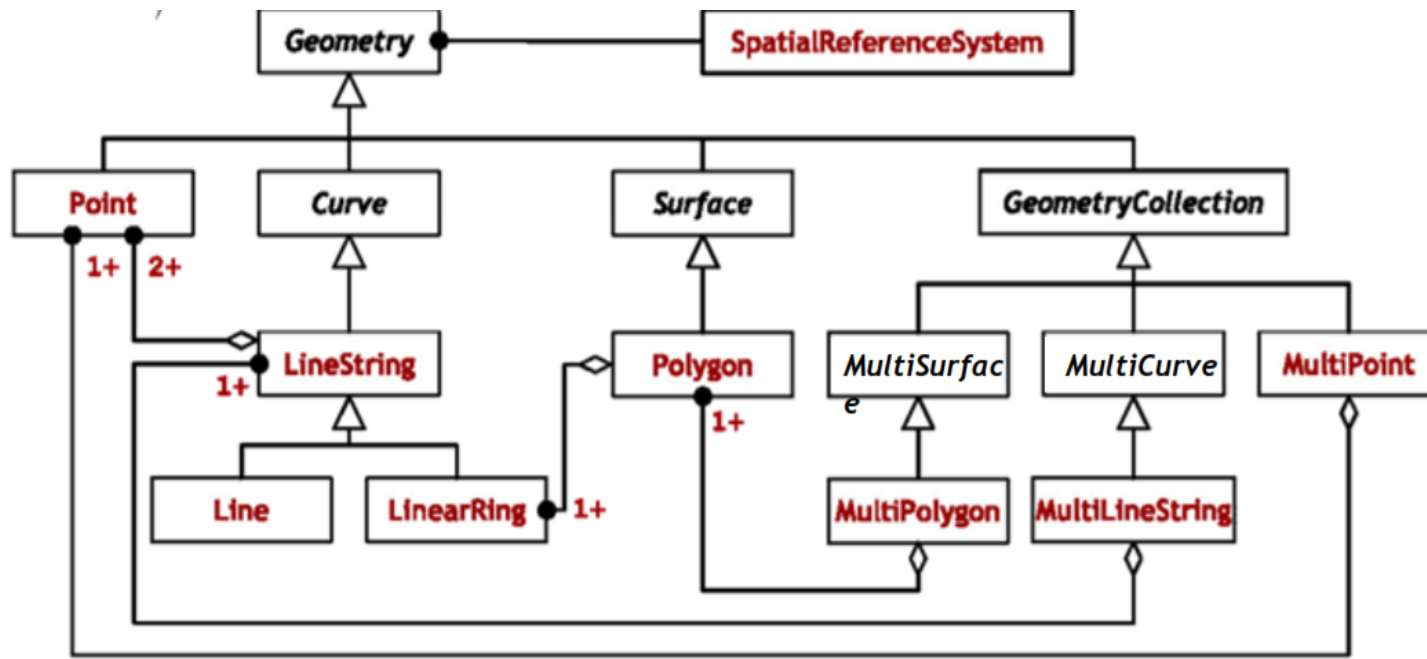 Geometry
SpatialReferenceSystem
Point
Curve
Surface
GeometryCollection
1+
2+
LineString
Polygon
MultiSurfac
e
MultiCurve
MultiPoint
1+
1+
Line
LinearRing
1+
MultiPolygon
MultiLineString